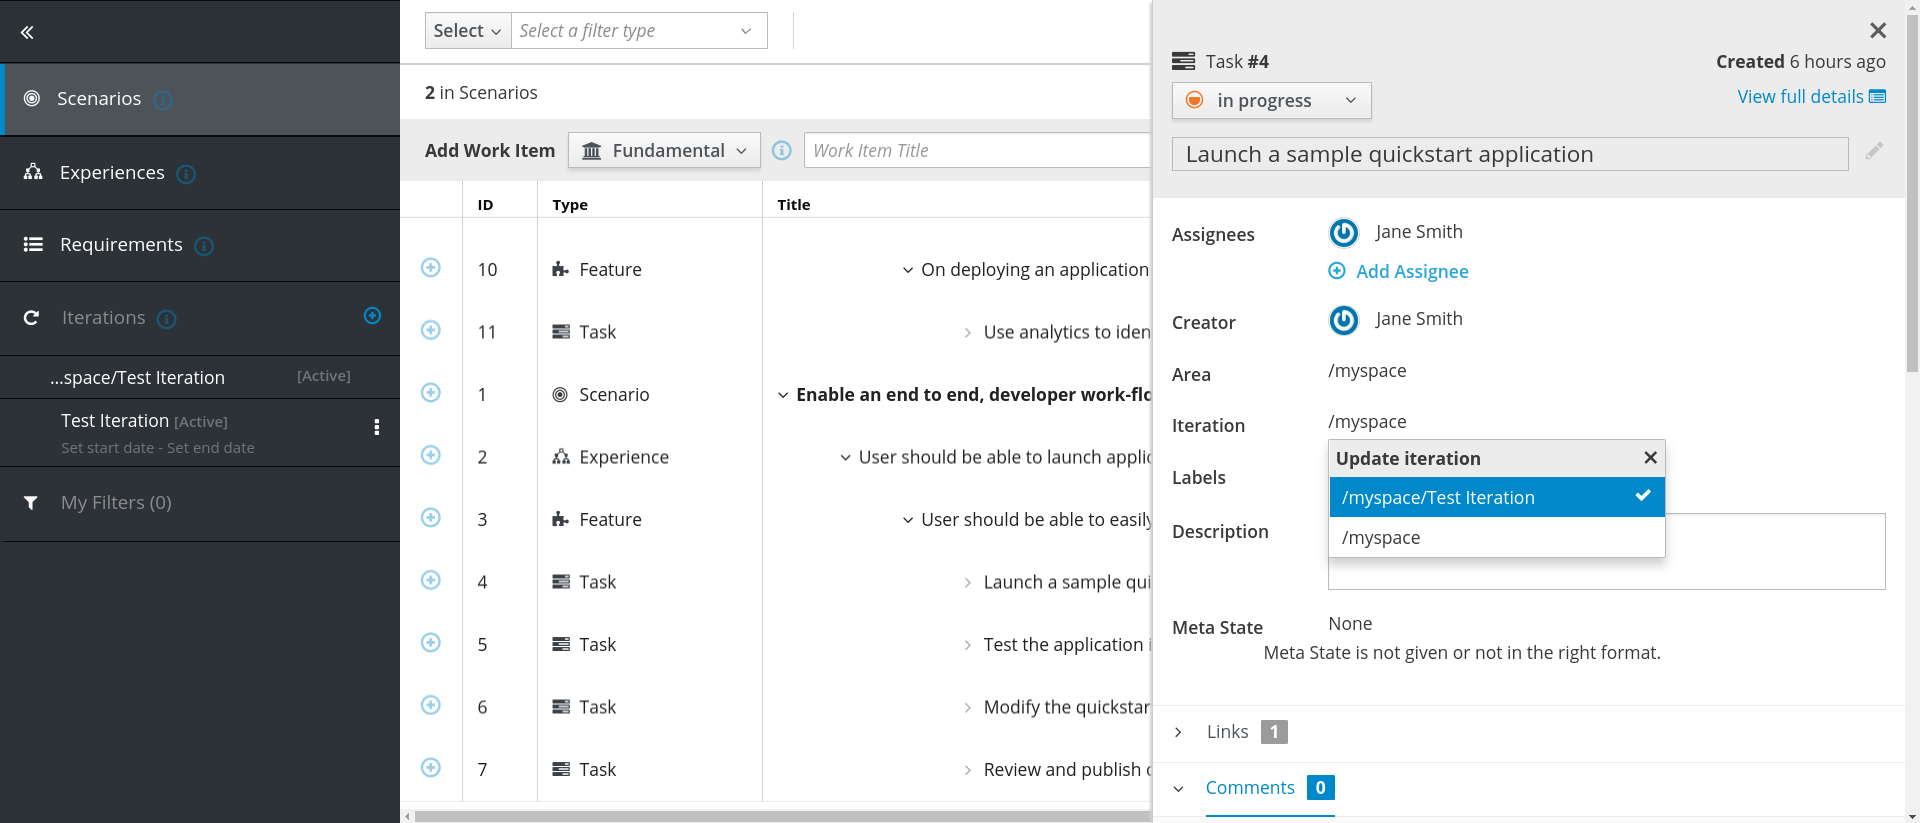 Scenarios
Experiences
Requirements
Iterations
...space/Test Iteration [Active]
Test Iteration [Active]
Set start date - Set end date
My Filters (0)
Select Select a filter type
2 in Scenarios
Add Work Item Fundamental Work Item Title
ID Type Title
10 Feature On deploying an application
11 Task Use analytics to iden
1 Scenario Enable an end to end, developer work-flo
2 Experience User should be able to launch applic
3 Feature User should be able to easily
4 Task Launch a sample qui
5 Task Test the application i
6 Task Modify the quickstar
7 Task Review and publish c
Task #4
Created 6 hours ago
in progress
View full details
Launch a sample quickstart application
Assignees Jane Smith
Add Assignee
Creator Jane Smith
Area /myspace
Iteration /myspace
Update iteration
/myspace/Test Iteration
/myspace
Labels
Description
Meta State None
Meta State is not given or not in the right format.
Links 1
Comments 0